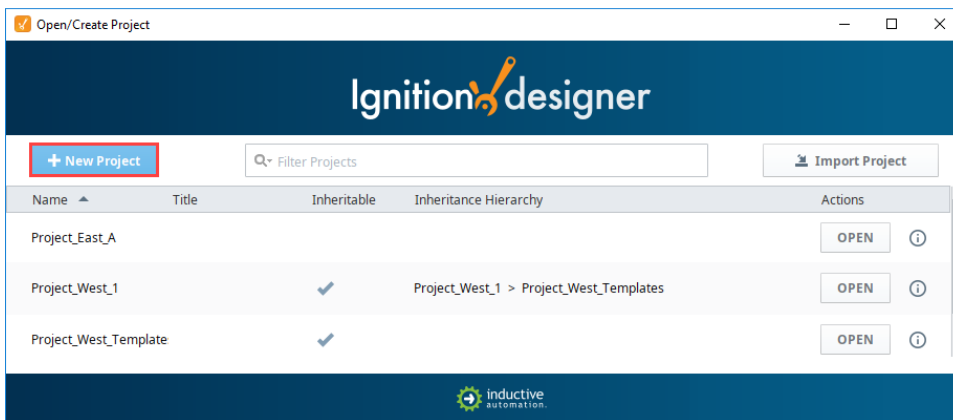 Open/Create Project
Ignition designer
+ New Project
Filter Projects
Import Project
Name Title Inheritable Inheritance Hierarchy Actions
Project_East_A OPEN
Project_West_1 Project_West_1 > Project_West_Templates OPEN
Project_West_Template OPEN
inductive
automation.